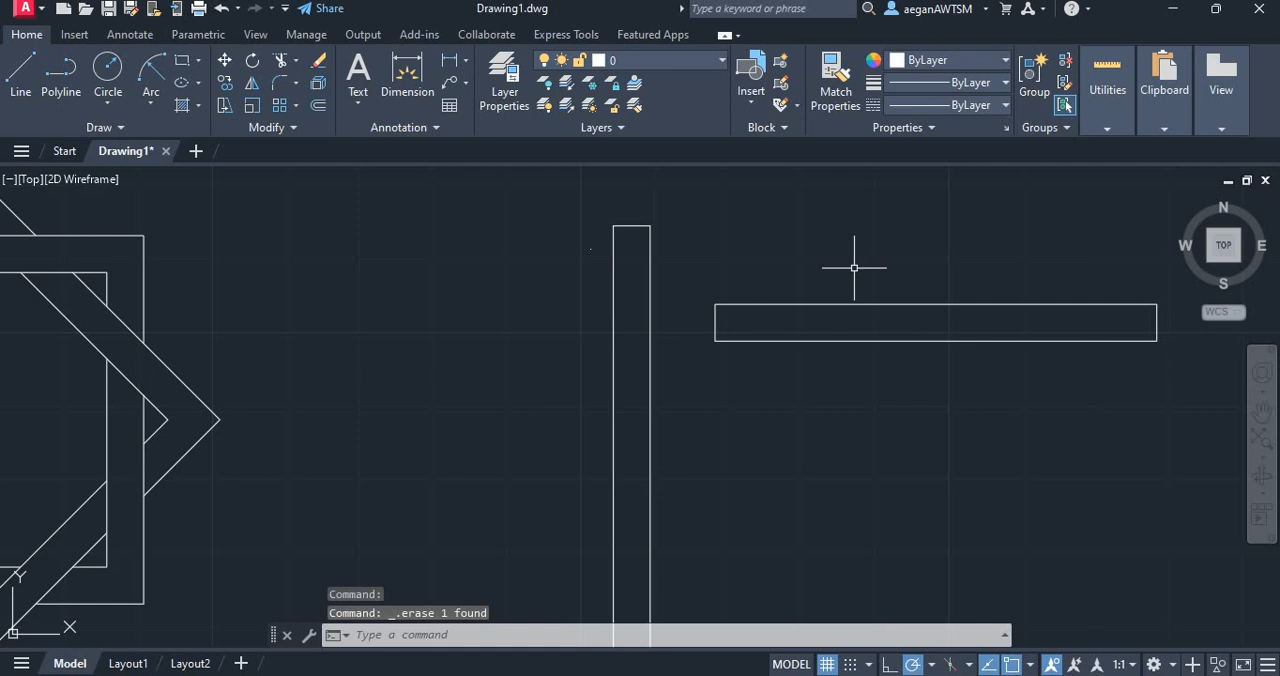 A Share Drawing1.dwg Type a keyword or phrase aeganAWTSM
Home Insert Annotate Parametric View Manage Output Add-ins Collaborate Express Tools Featured Apps
Line Polyline Circle Arc Text Dimension Layer Properties 0 Insert Match Properties ByLayer Group Utilities Clipboard View
ByLayer
ByLayer
Draw Modify Annotation Layers Block Properties Groups
Start Drawing1*
[−][Top][2D Wireframe]
N
W TOP E
S
WCS
Y
X
Command:
Command: _.erase 1 found
Type a command
Model Layout1 Layout2 MODEL 1:1